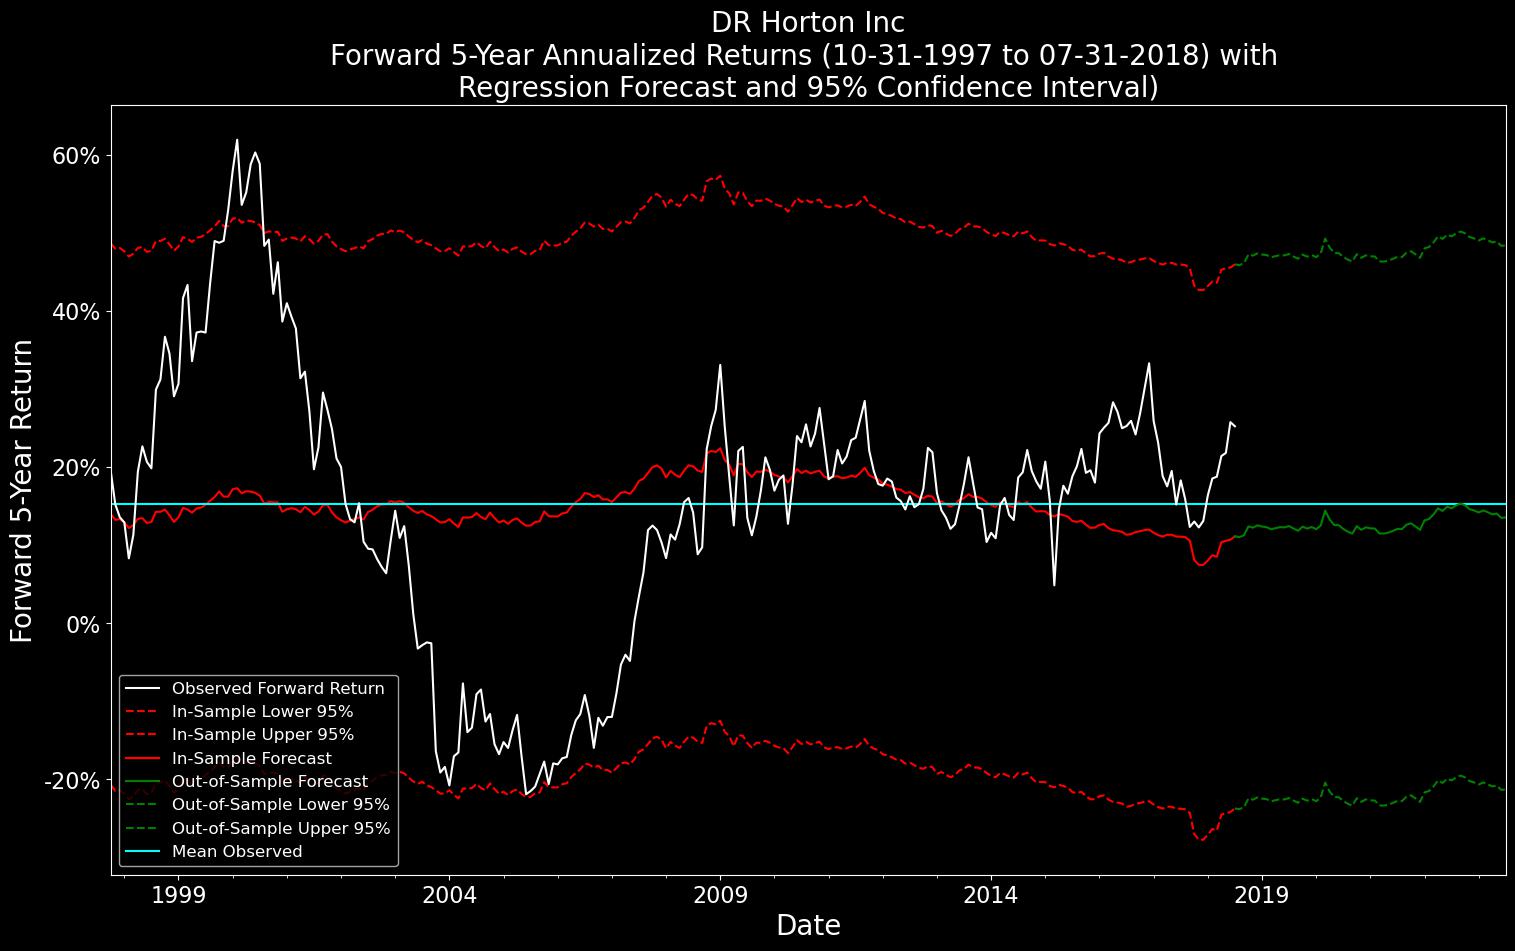 DR Horton Inc
Forward 5-Year Annualized Returns (10-31-1997 to 07-31-2018) with
Regression Forecast and 95% Confidence Interval)
Forward 5-Year Return
60%
40%
20%
0%
-20%
Observed Forward Return
In-Sample Lower 95%
In-Sample Upper 95%
In-Sample Forecast
Out-of-Sample Forecast
Out-of-Sample Lower 95%
Out-of-Sample Upper 95%
Mean Observed
1999
2004
2009
2014
2019
Date